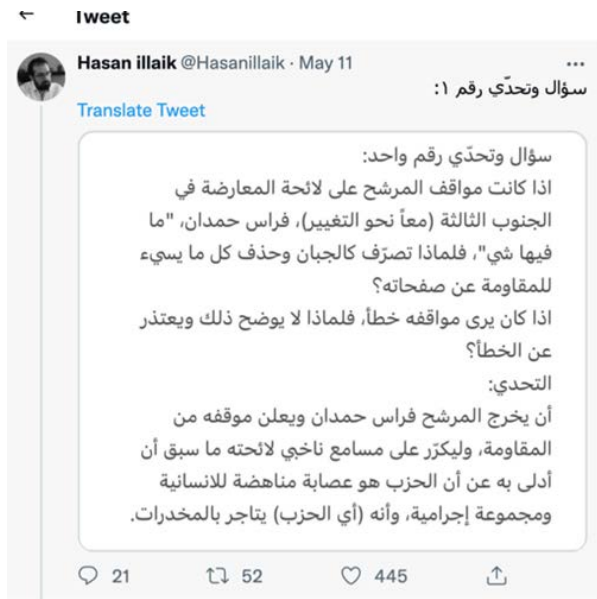 ← Tweet
Hasan illaik @Hasanillaik · May 11 ...
سؤال وتحدّي رقم ١:
Translate Tweet
سؤال وتحدّي رقم واحد:
اذا كانت مواقف المرشح على لائحة المعارضة في
الجنوب الثالثة (معاً نحو التغيير)، فراس حمدان، "ما
فيها شي"، فلماذا تصرّف كالجبان وحذف كل ما يسيء
للمقاومة عن صفحاته؟
اذا كان يرى مواقفه خطأ، فلماذا لا يوضح ذلك ويعتذر
عن الخطأ؟
التحدي:
أن يخرج المرشح فراس حمدان ويعلن موقفه من
المقاومة، وليكرّر على مسامع ناخبي لائحته ما سبق أن
أدلى به عن أن الحزب هو عصابة مناهضة للانسانية
ومجموعة إجرامية، وأنه (أي الحزب) يتاجر بالمخدرات.
21 52 445